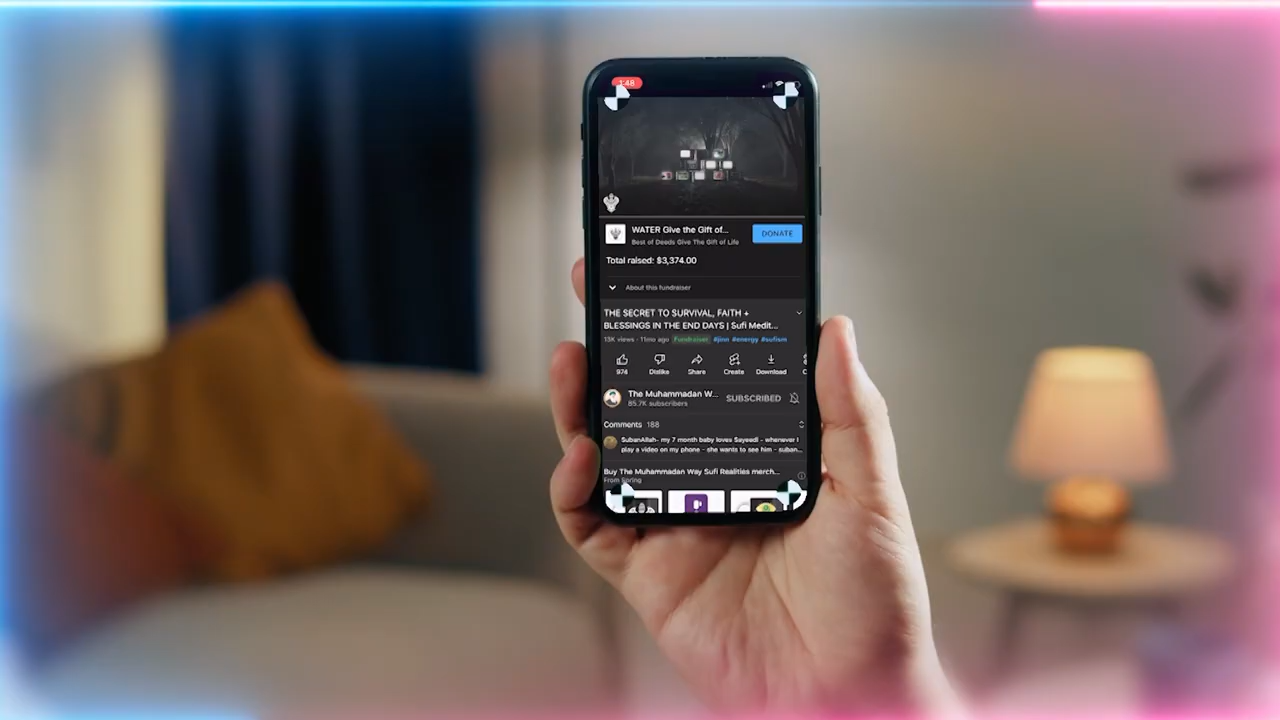 1:48
WATER Give the Gift of...
Best of Deeds Give The Gift of Life
DONATE
Total raised: $3,374.00
About this fundraiser
THE SECRET TO SURVIVAL, FAITH +
BLESSINGS IN THE END DAYS | Sufi Medit...
13K views · 11mo ago Fundraiser #jinn #energy #sufism
974 Dislike Share Create Download
The Muhammadan W... SUBSCRIBED
85.7K subscribers
Comments 188
SubanAllah- my 7 month baby loves Sayeedi - whenever I
play a video on my phone - she wants to see him - suban...
Buy The Muhammadan Way Sufi Realities merch...
From Spring